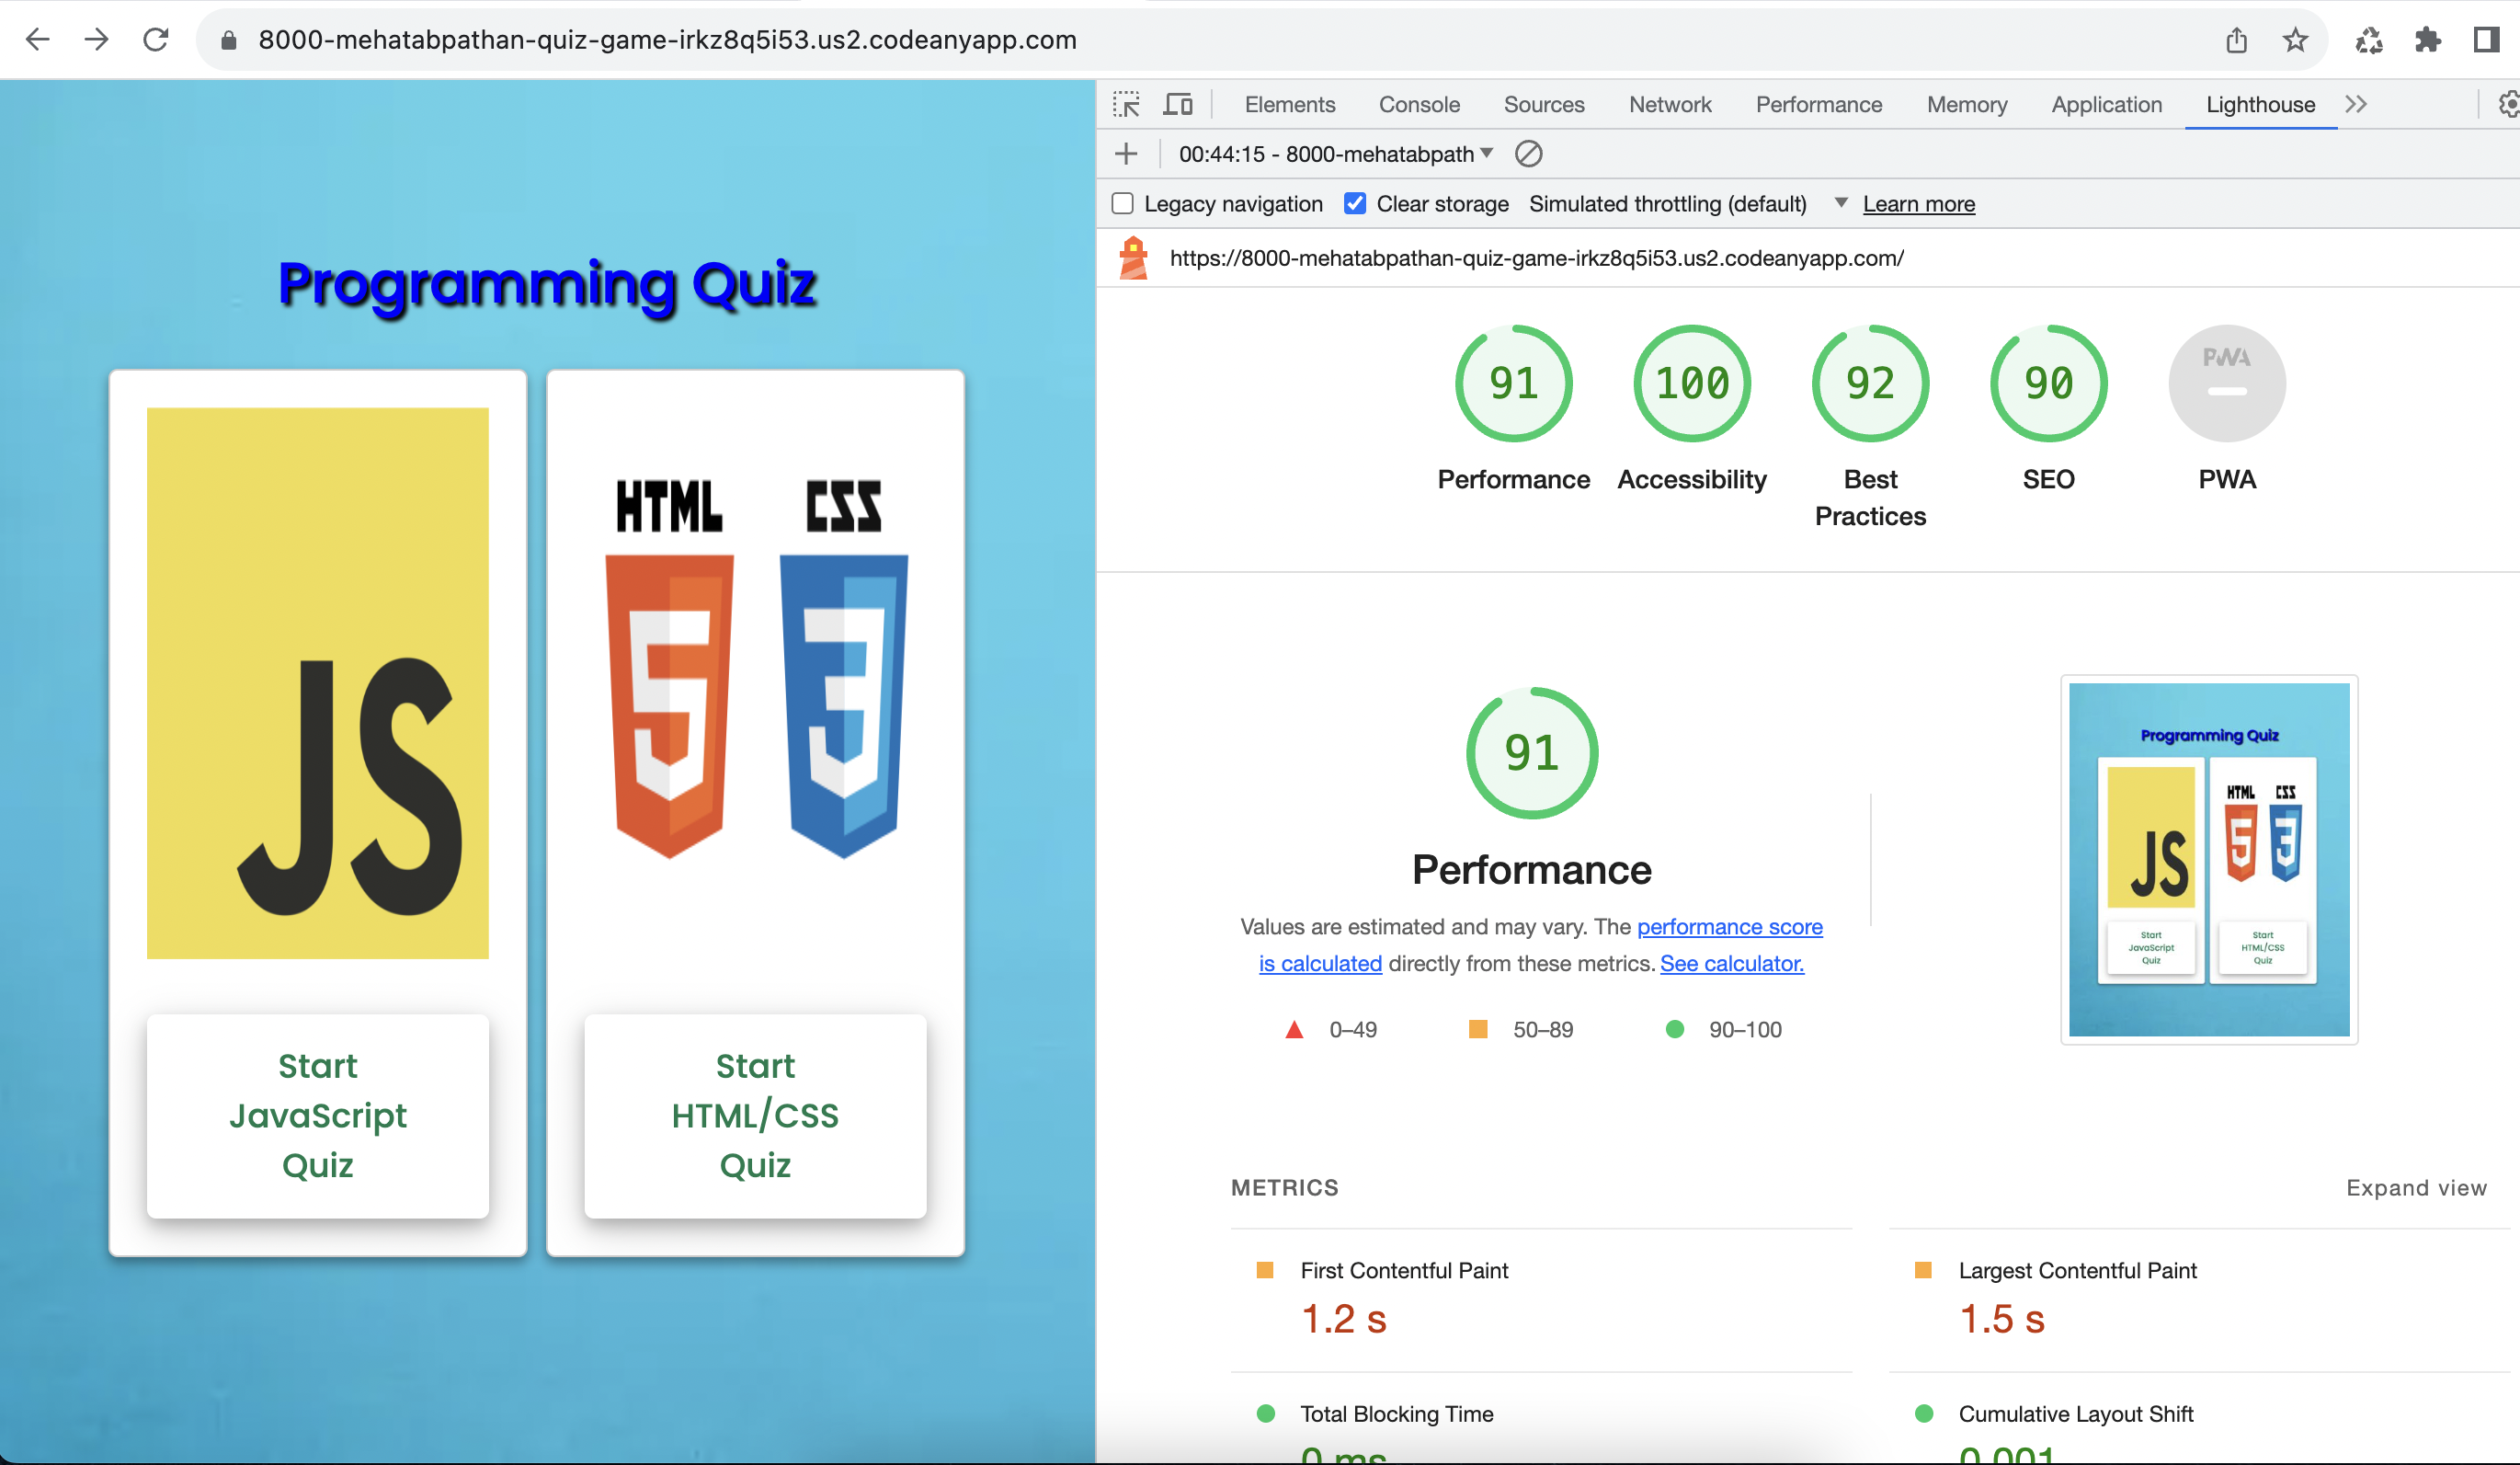 8000-mehatabpathan-quiz-game-irkz8q5i53.us2.codeanyapp.com
Programming Quiz
JS
HTML CSS
5 3
Start
JavaScript
Quiz
Start
HTML/CSS
Quiz
Elements Console Sources Network Performance Memory Application Lighthouse
00:44:15 - 8000-mehatabpath
Legacy navigation Clear storage Simulated throttling (default) Learn more
https://8000-mehatabpathan-quiz-game-irkz8q5i53.us2.codeanyapp.com/
91 100 92 90 PWA
Performance Accessibility Best Practices SEO PWA
91
Performance
Values are estimated and may vary. The performance score
is calculated directly from these metrics. See calculator.
0–49 50–89 90–100
Programming Quiz
JS
HTML CSS
5 3
Start
JavaScript
Quiz
Start
HTML/CSS
Quiz
METRICS Expand view
First Contentful Paint
1.2 s
Largest Contentful Paint
1.5 s
Total Blocking Time
0 ms
Cumulative Layout Shift
0.001